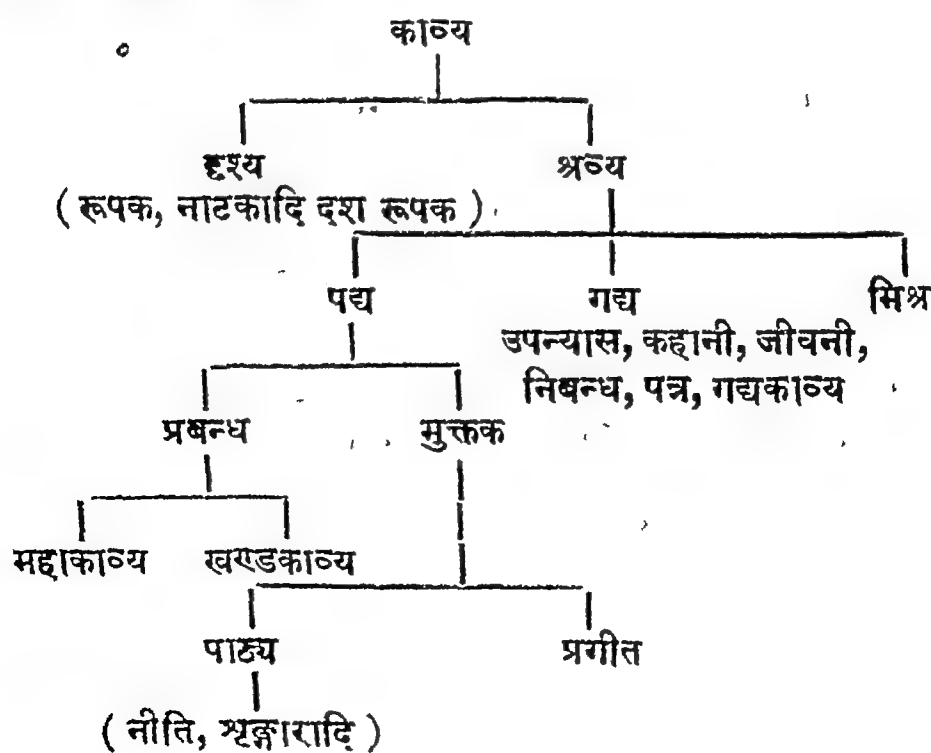 काव्य
दृश्य श्रव्य
( रूपक, नाटकादि दश रूपक )
पद्य गद्य मिश्र
उपन्यास, कहानी, जीवनी,
निबन्ध, पत्र, गद्यकाव्य
प्रबन्ध मुक्तक
महाकाव्य खण्डकाव्य
पाठ्य प्रगीत
( नीति, शृङ्गारादि )